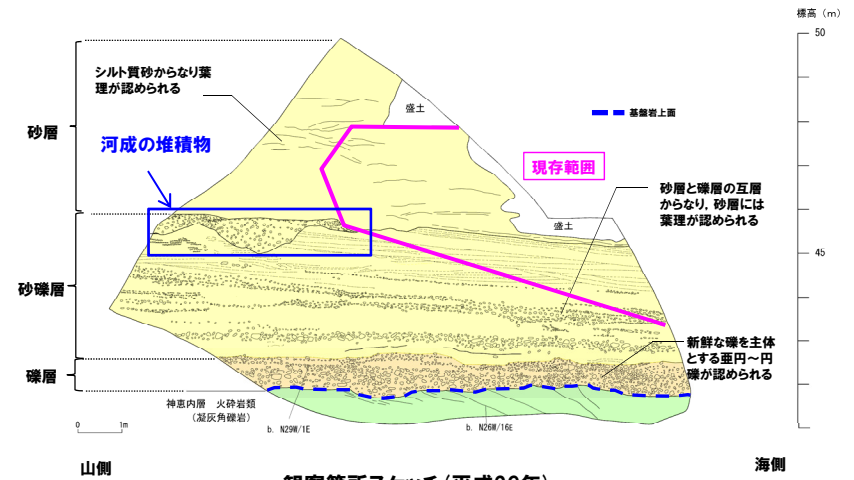 標高（m）
50
シルト質砂からなり葉
理が認められる
盛土
基盤岩上面
砂層
河成の堆積物
現存範囲
砂層と礫層の互層
からなり，砂層には
葉理が認められる
盛土
45
砂礫層
新鮮な礫を主体
とする亜円～円
礫が認められる
礫層
神恵内層　火砕岩類
（凝灰角礫岩）
0　1m
b. N29W/1E
b. N26W/16E
山側
海側